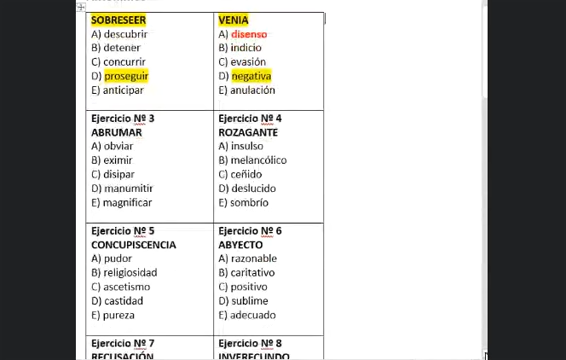 SOBRESEER
A) descubrir
B) detener
C) concurrir
D) proseguir
E) anticipar
VENIA
A) disenso
B) indicio
C) evasión
D) negativa
E) anulación
Ejercicio Nº 3
ABRUMAR
A) obviar
B) eximir
C) disipar
D) manumitir
E) magnificar
Ejercicio Nº 4
ROZAGANTE
A) insulso
B) melancólico
C) ceñido
D) deslucido
E) sombrío
Ejercicio Nº 5
CONCUPISCENCIA
A) pudor
B) religiosidad
C) ascetismo
D) castidad
E) pureza
Ejercicio Nº 6
ABYECTO
A) razonable
B) caritativo
C) positivo
D) sublime
E) adecuado
Ejercicio Nº 7
RECUSACIÓN
Ejercicio Nº 8
INVERECUNDO